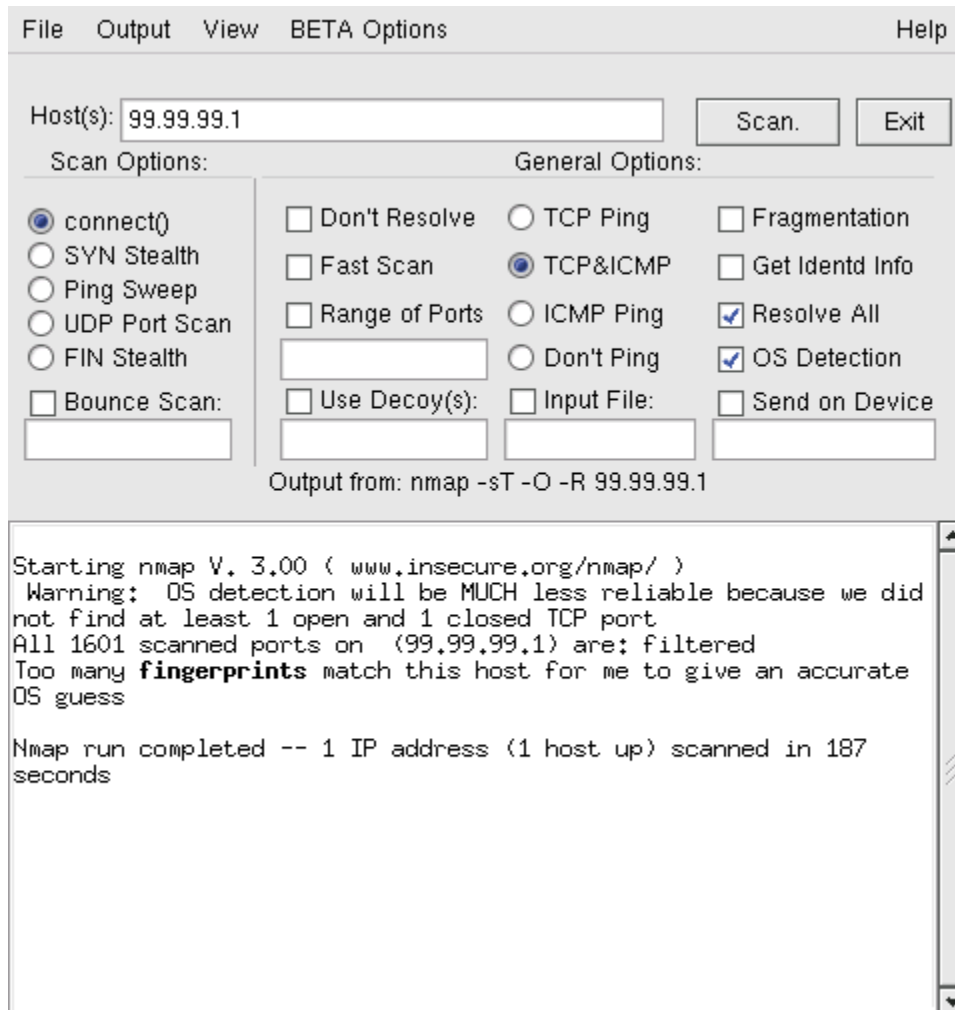 File Output View BETA Options Help
Host(s): 99.99.99.1 Scan. Exit
Scan Options: General Options:
connect() Don't Resolve TCP Ping Fragmentation
SYN Stealth Fast Scan TCP&ICMP Get Identd Info
Ping Sweep Range of Ports ICMP Ping Resolve All
UDP Port Scan
FIN Stealth Don't Ping OS Detection
Bounce Scan: Use Decoy(s): Input File: Send on Device
Output from: nmap -sT -O -R 99.99.99.1
Starting nmap V. 3.00 ( www.insecure.org/nmap/ )
Warning:  OS detection will be MUCH less reliable because we did
not find at least 1 open and 1 closed TCP port
All 1601 scanned ports on  (99.99.99.1) are: filtered
Too many fingerprints match this host for me to give an accurate
OS guess
Nmap run completed -- 1 IP address (1 host up) scanned in 187
seconds